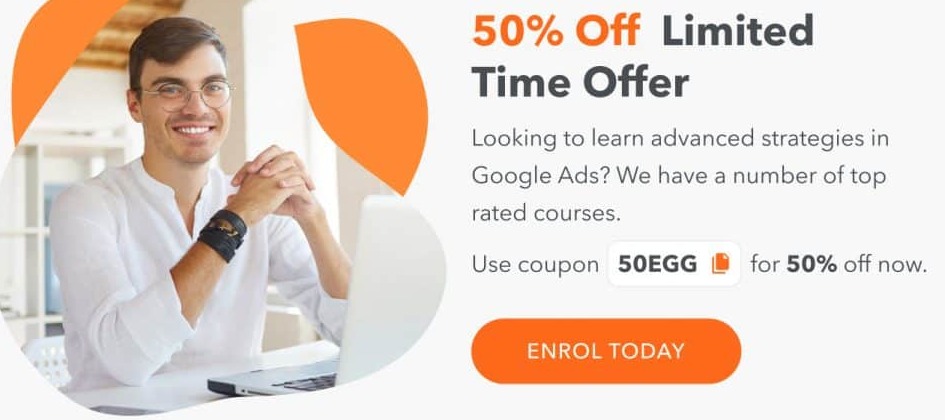 50% Off Limited
Time Offer
Looking to learn advanced strategies in
Google Ads? We have a number of top
rated courses.
Use coupon 50EGG for 50% off now.
ENROL TODAY